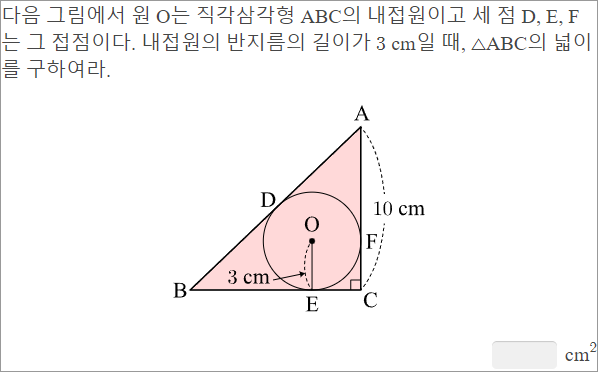 다음 그림에서 원 O는 직각삼각형 ABC의 내접원이고 세 점 D, E, F
는 그 접점이다. 내접원의 반지름의 길이가 3 cm일 때, △ABC의 넓이
를 구하여라.
A
D
10 cm
O
F
3 cm
B
E
C
cm²